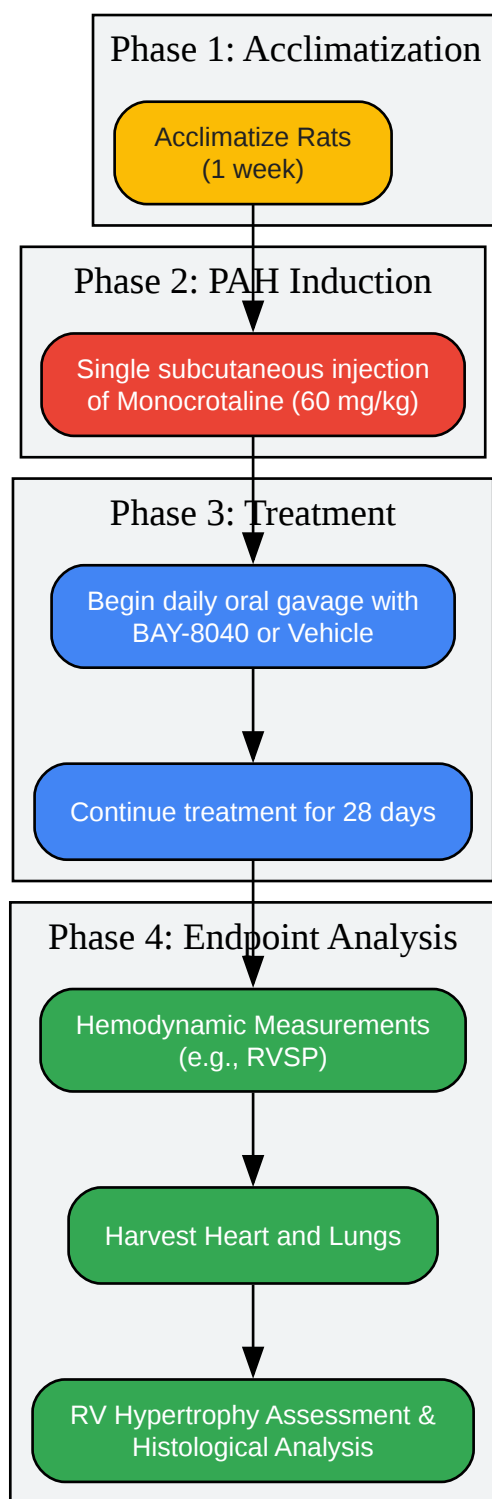 Phase 1: Acclimatization
Acclimatize Rats
(1 week)
Phase 2: PAH Induction
Single subcutaneous injection
of Monocrotaline (60 mg/kg)
Phase 3: Treatment
Begin daily oral gavage with
BAY-8040 or Vehicle
Continue treatment for 28 days
Phase 4: Endpoint Analysis
Hemodynamic Measurements
(e.g., RVSP)
Harvest Heart and Lungs
RV Hypertrophy Assessment &
Histological Analysis